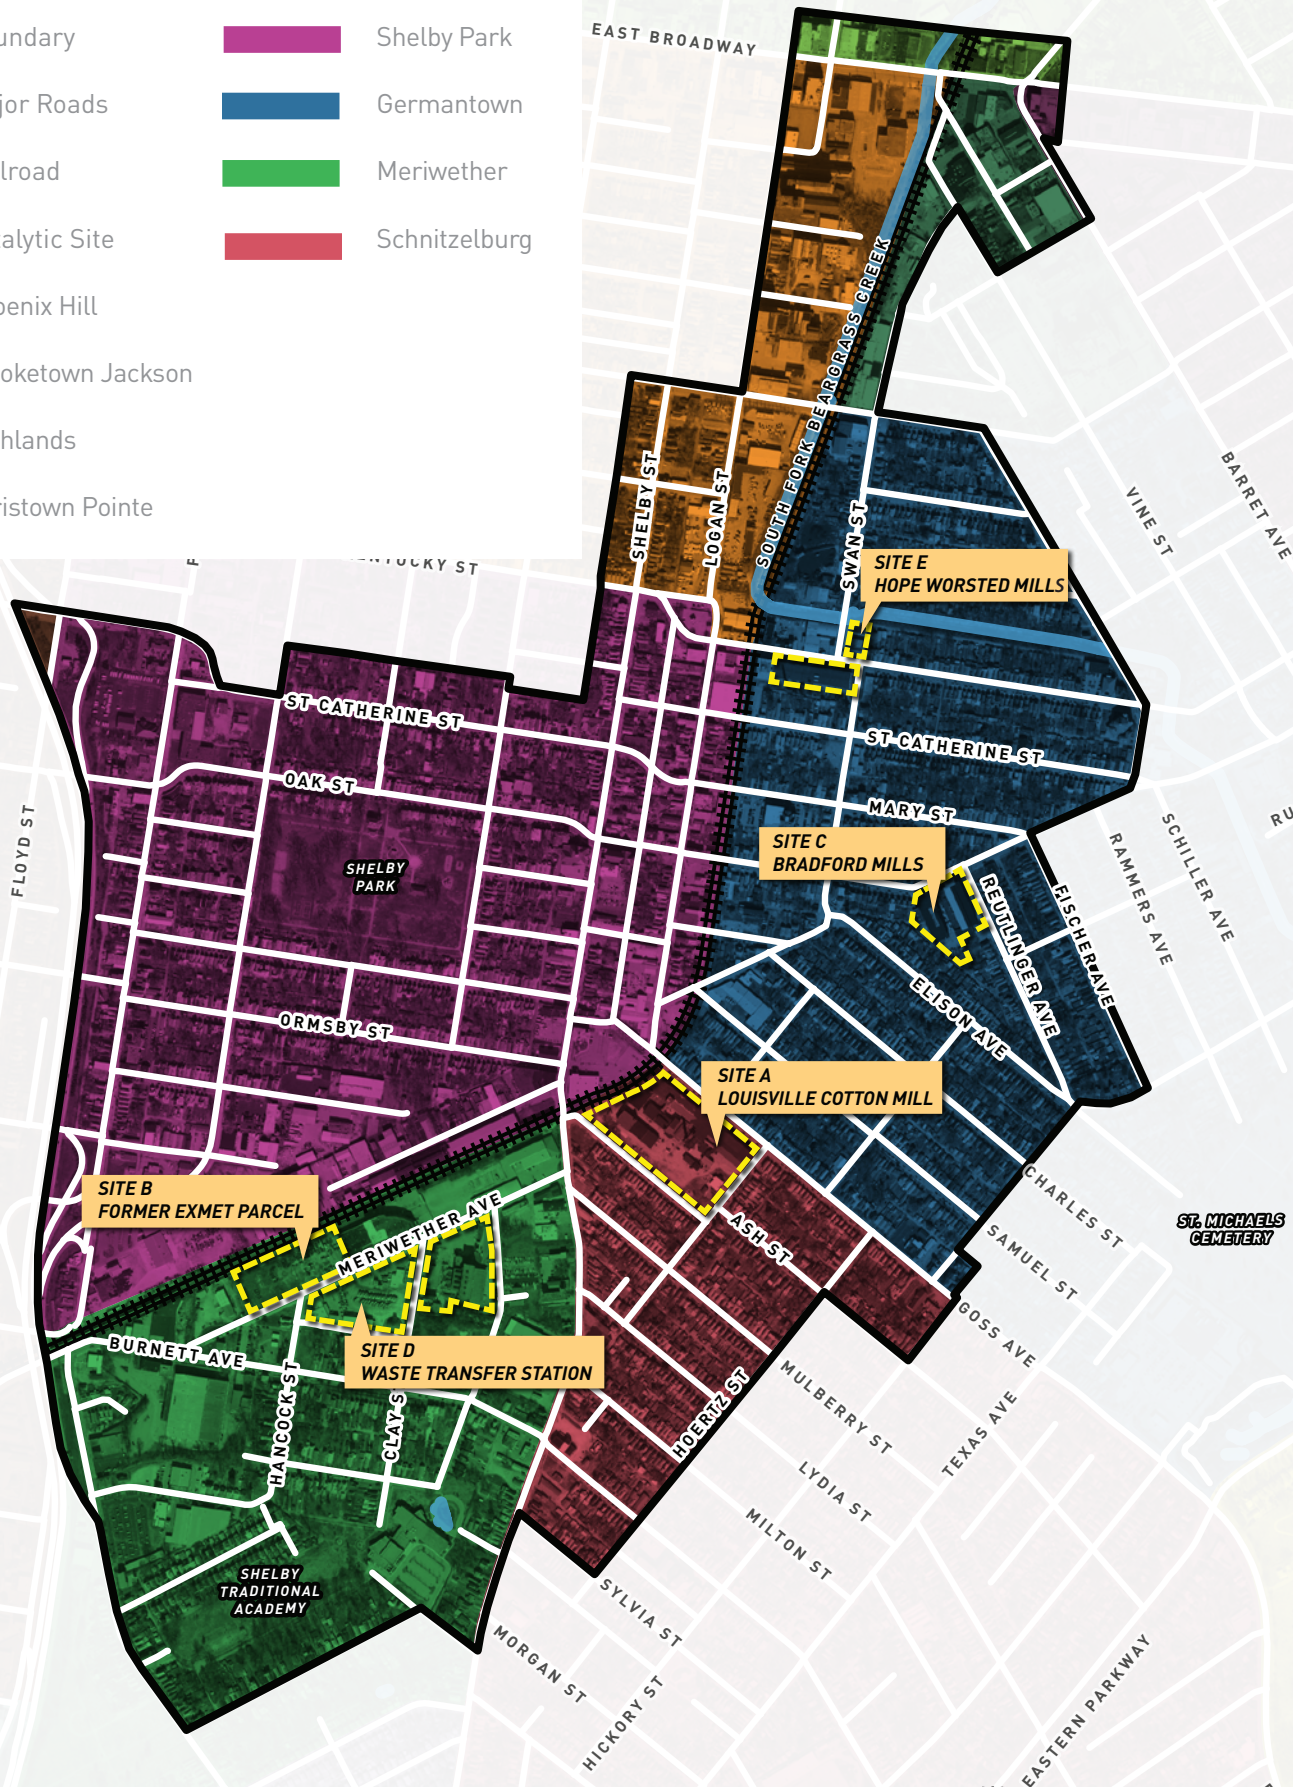 undary
Shelby Park
jor Roads
Germantown
lroad
Meriwether
talytic Site
Schnitzelburg
oenix Hill
oketown Jackson
hlands
ristown Pointe
EAST BROADWAY
SOUTH FORK BEARGRASS CREEK
SHELBY ST
LOGAN ST
SWAN ST
VINE ST
BARRET AVE
ENTUCKY ST
SITE E
HOPE WORSTED MILLS
ST CATHERINE ST
ST CATHERINE ST
OAK ST
MARY ST
FLOYD ST
SHELBY
PARK
SITE C
BRADFORD MILLS
REUTLINGER AVE
FISCHER AVE
RAMMERS AVE
SCHILLER AVE
RU
ELISON AVE
ORMSBY ST
SITE A
LOUISVILLE COTTON MILL
SITE B
FORMER EXMET PARCEL
MERIWETHER AVE
ASH ST
CHARLES ST
SAMUEL ST
GOSS AVE
ST. MICHAELS
CEMETERY
BURNETT AVE
SITE D
WASTE TRANSFER STATION
HANCOCK ST
CLAY S
HOERTZ ST
MULBERRY ST
TEXAS AVE
LYDIA ST
MILTON ST
SHELBY
TRADITIONAL
ACADEMY
SYLVIA ST
MORGAN ST
HICKORY ST
EASTERN PARKWAY